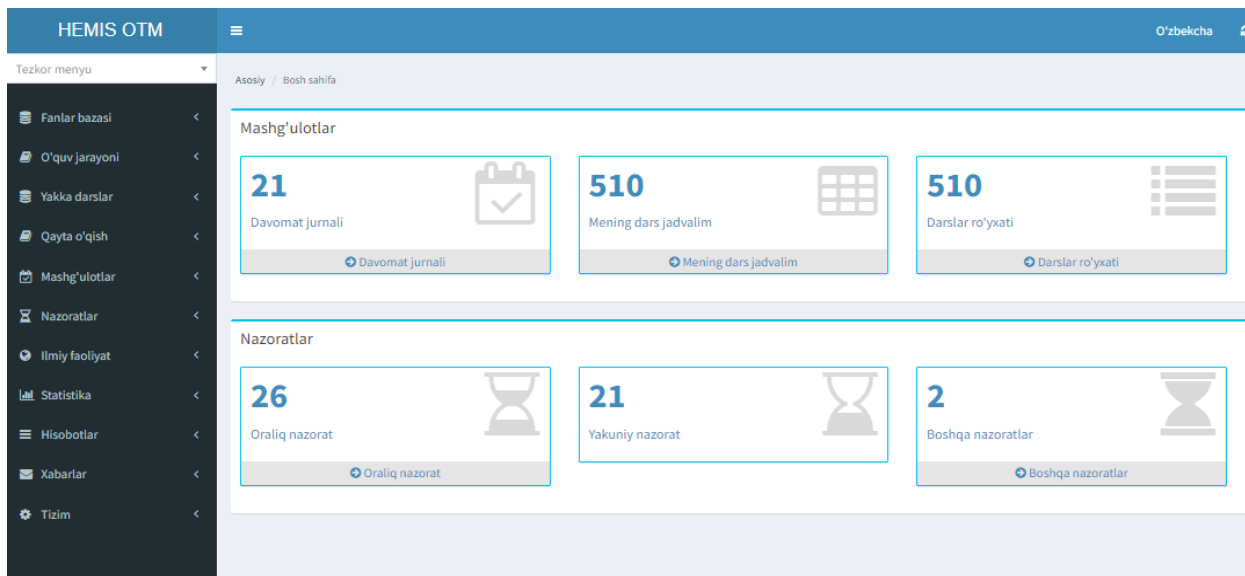 HEMIS OTM
O'zbekcha
Tezkor menyu
Asosiy / Bosh sahifa
Fanlar bazasi
O'quv jarayoni
Yakka darslar
Qayta o'qish
Mashg'ulotlar
Nazoratlar
Ilmiy faoliyat
Statistika
Hisobotlar
Xabarlar
Tizim
Mashg'ulotlar
21
Davomat jurnali
Davomat jurnali
510
Mening dars jadvalim
Mening dars jadvalim
510
Darslar ro'yxati
Darslar ro'yxati
Nazoratlar
26
Oraliq nazorat
Oraliq nazorat
21
Yakuniy nazorat
2
Boshqa nazoratlar
Boshqa nazoratlar